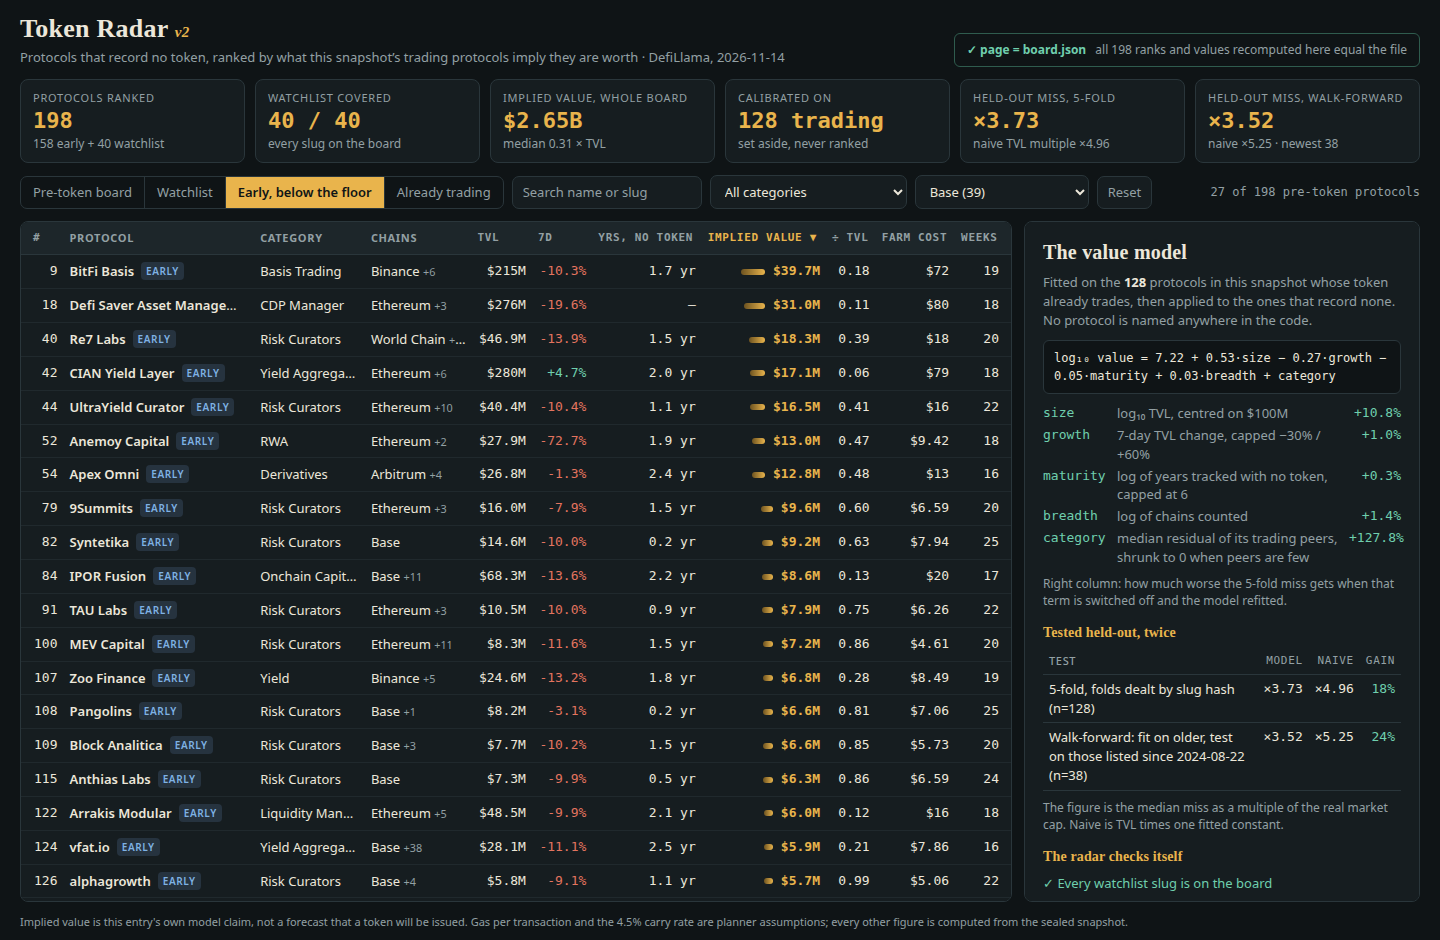 Token Radar v2
Protocols that record no token, ranked by what this snapshot's trading protocols imply they are worth · DefiLlama, 2026-11-14
✓ page = board.json all 198 ranks and values recomputed here equal the file
PROTOCOLS RANKED
198
158 early + 40 watchlist
WATCHLIST COVERED
40 / 40
every slug on the board
IMPLIED VALUE, WHOLE BOARD
$2.65B
median 0.31 × TVL
CALIBRATED ON
128 trading
set aside, never ranked
HELD-OUT MISS, 5-FOLD
×3.73
naive TVL multiple ×4.96
HELD-OUT MISS, WALK-FORWARD
×3.52
naive ×5.25 · newest 38
Pre-token board Watchlist Early, below the floor Already trading Search name or slug All categories Base (39) Reset 27 of 198 pre-token protocols
# PROTOCOL CATEGORY CHAINS TVL 7D YRS, NO TOKEN IMPLIED VALUE ▼ ÷ TVL FARM COST WEEKS
9 BitFi Basis EARLY Basis Trading Binance +6 $215M -10.3% 1.7 yr $39.7M 0.18 $72 19
18 Defi Saver Asset Manage... EARLY CDP Manager Ethereum +3 $276M -19.6% — $31.0M 0.11 $80 18
40 Re7 Labs EARLY Risk Curators World Chain +... $46.9M -13.9% 1.5 yr $18.3M 0.39 $18 20
42 CIAN Yield Layer EARLY Yield Aggrega... Ethereum +6 $280M +4.7% 2.0 yr $17.1M 0.06 $79 18
44 UltraYield Curator EARLY Risk Curators Ethereum +10 $40.4M -10.4% 1.1 yr $16.5M 0.41 $16 22
52 Anemoy Capital EARLY RWA Ethereum +2 $27.9M -72.7% 1.9 yr $13.0M 0.47 $9.42 18
54 Apex Omni EARLY Derivatives Arbitrum +4 $26.8M -1.3% 2.4 yr $12.8M 0.48 $13 16
79 9Summits EARLY Risk Curators Ethereum +3 $16.0M -7.9% 1.5 yr $9.6M 0.60 $6.59 20
82 Syntetika EARLY Risk Curators Base $14.6M -10.0% 0.2 yr $9.2M 0.63 $7.94 25
84 IPOR Fusion EARLY Onchain Capit... Base +11 $68.3M -13.6% 2.2 yr $8.6M 0.13 $20 17
91 TAU Labs EARLY Risk Curators Ethereum +3 $10.5M -10.0% 0.9 yr $7.9M 0.75 $6.26 22
100 MEV Capital EARLY Risk Curators Ethereum +11 $8.3M -11.6% 1.5 yr $7.2M 0.86 $4.61 20
107 Zoo Finance EARLY Yield Binance +5 $24.6M -13.2% 1.8 yr $6.8M 0.28 $8.49 19
108 Pangolins EARLY Risk Curators Base +1 $8.2M -3.1% 0.2 yr $6.6M 0.81 $7.06 25
109 Block Analitica EARLY Risk Curators Base +3 $7.7M -10.2% 1.5 yr $6.6M 0.85 $5.73 20
115 Anthias Labs EARLY Risk Curators Base $7.3M -9.9% 0.5 yr $6.3M 0.86 $6.59 24
122 Arrakis Modular EARLY Liquidity Man... Ethereum +5 $48.5M -9.9% 2.1 yr $6.0M 0.12 $16 18
124 vfat.io EARLY Yield Aggrega... Base +38 $28.1M -11.1% 2.5 yr $5.9M 0.21 $7.86 16
126 alphagrowth EARLY Risk Curators Base +4 $5.8M -9.1% 1.1 yr $5.7M 0.99 $5.06 22
The value model
Fitted on the 128 protocols in this snapshot whose token
already trades, then applied to the ones that record none.
No protocol is named anywhere in the code.
log₁₀ value = 7.22 + 0.53·size − 0.27·growth −
0.05·maturity + 0.03·breadth + category
size log₁₀ TVL, centred on $100M +10.8%
growth 7-day TVL change, capped −30% / +1.0%
+60%
maturity log of years tracked with no token, +0.3%
capped at 6
breadth log of chains counted +1.4%
category median residual of its trading peers, +127.8%
shrunk to 0 when peers are few
Right column: how much worse the 5-fold miss gets when that
term is switched off and the model refitted.
Tested held-out, twice
TEST MODEL NAIVE GAIN
5-fold, folds dealt by slug hash ×3.73 ×4.96 18%
(n=128)
Walk-forward: fit on older, test ×3.52 ×5.25 24%
on those listed since 2024-08-22
(n=38)
The figure is the median miss as a multiple of the real market
cap. Naive is TVL times one fitted constant.
The radar checks itself
✓ Every watchlist slug is on the board
Implied value is this entry's own model claim, not a forecast that a token will be issued. Gas per transaction and the 4.5% carry rate are planner assumptions; every other figure is computed from the sealed snapshot.